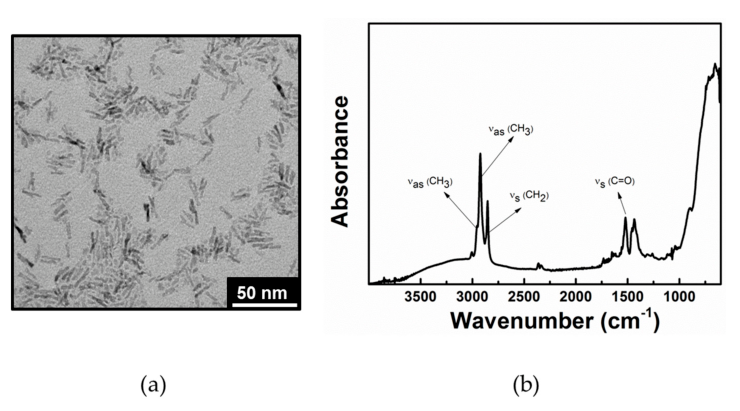 50 nm
(a)
Absorbance
νas (CH3)
νas (CH3)
νs (CH2)
νs (C=O)
3500 3000 2500 2000 1500 1000
Wavenumber (cm-1)
(b)